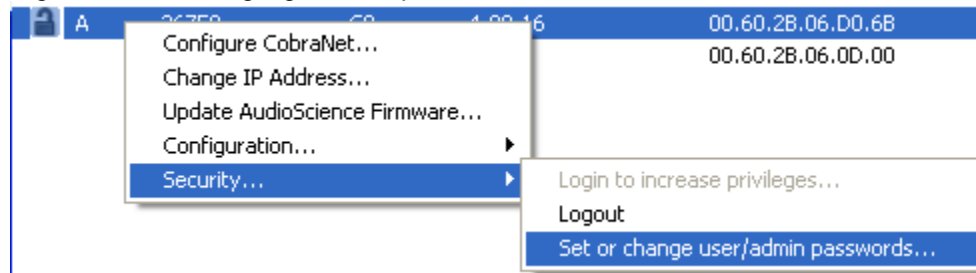 A 00.60.2B.06.D0.6B
00.60.2B.06.0D.00
Configure CobraNet...
Change IP Address...
Update AudioScience Firmware...
Configuration...
Security...
Login to increase privileges...
Logout
Set or change user/admin passwords...